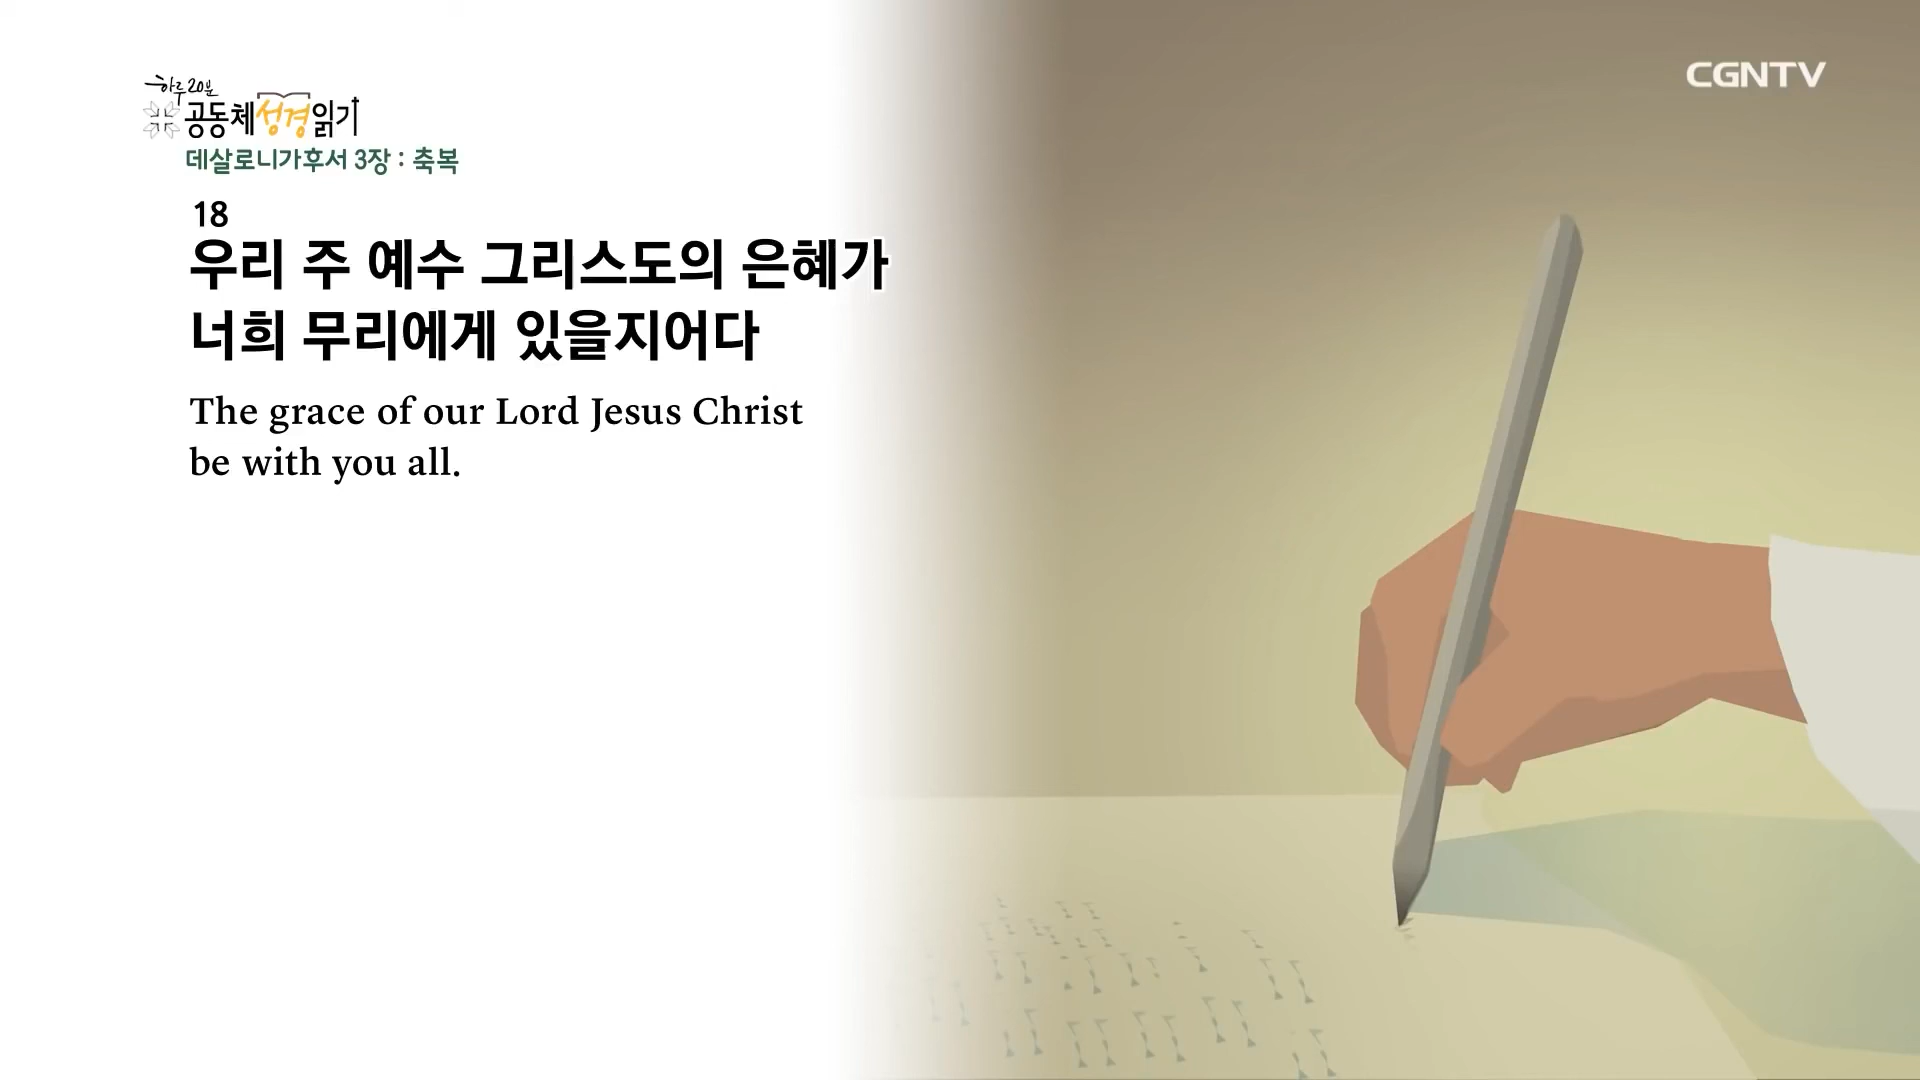 하루 20분
공동체성경읽기
데살로니가후서 3장 : 축복
CGNTV
18
우리 주 예수 그리스도의 은혜가
너희 무리에게 있을지어다
The grace of our Lord Jesus Christ
be with you all.